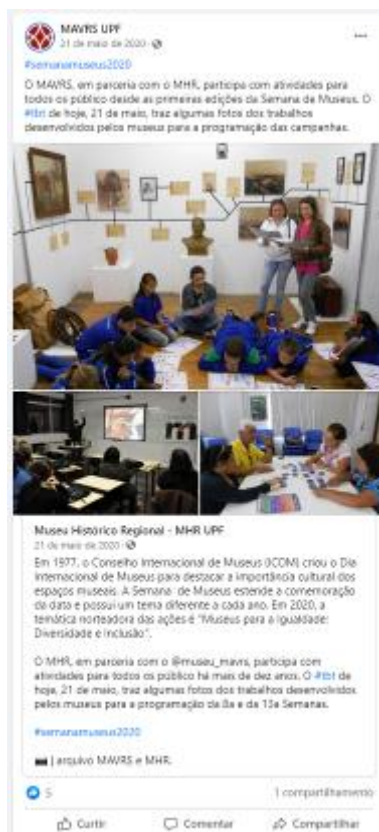 MAVRS UPF
21 de maio de 2020 ·
#semanamuseus2020
O MAVRS, em parceria com o MHR, participa com atividades para
todos os público desde as primeiras edições da Semana de Museus. O
#tbt de hoje, 21 de maio, traz algumas fotos dos trabalhos
desenvolvidos pelos museus para a programação das campanhas.
Museu Histórico Regional - MHR UPF
21 de maio de 2020 ·
Em 1977, o Conselho Internacional de Museus (ICOM) criou o Dia
Internacional de Museus para destacar a importância cultural dos
espaços museais. A Semana de Museus estende a comemoração
da data e possui um tema diferente a cada ano. Em 2020, a
temática norteadora das ações é "Museus para a Igualdade:
Diversidade e Inclusão".
O MHR, em parceria com o @museu_mavrs, participa com
atividades para todos os público há mais de dez anos. O #tbt de
hoje, 21 de maio, traz algumas fotos dos trabalhos desenvolvidos
pelos museus para a programação da 8a e da 13a Semanas.
#semanamuseus2020
| arquivo MAVRS e MHR.
5
1 compartilhamento
Curtir
Comentar
Compartilhar